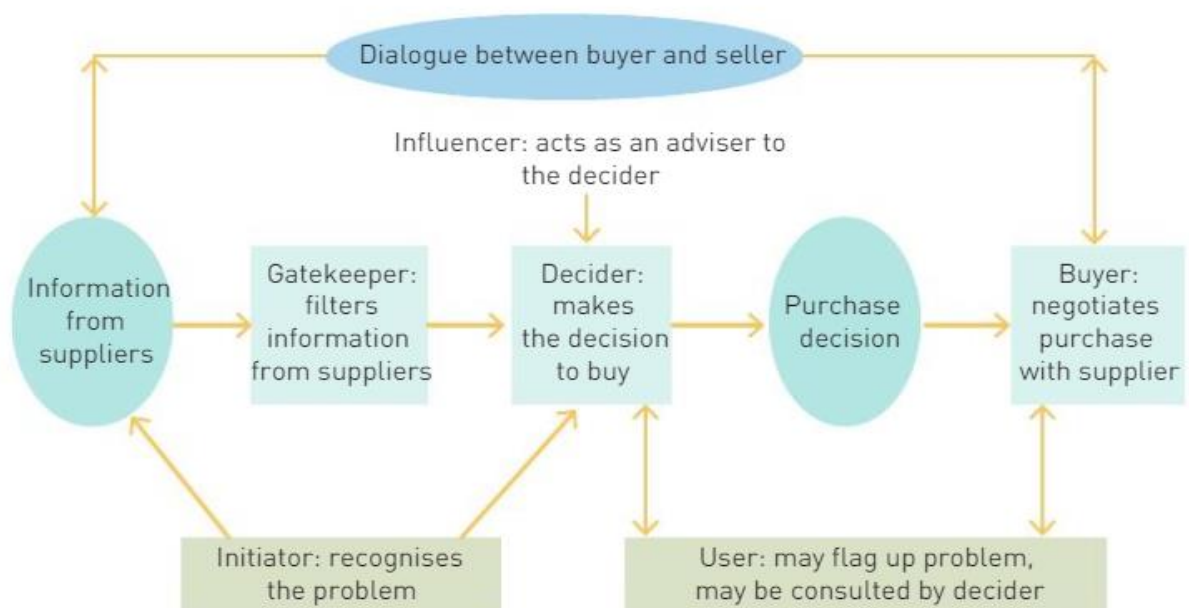 Dialogue between buyer and seller
Influencer: acts as an adviser to
the decider
Information
from
suppliers
Gatekeeper:
filters
information
from suppliers
Decider:
makes
the decision
to buy
Purchase
decision
Buyer:
negotiates
purchase
with supplier
Initiator: recognises
the problem
User: may flag up problem,
may be consulted by decider